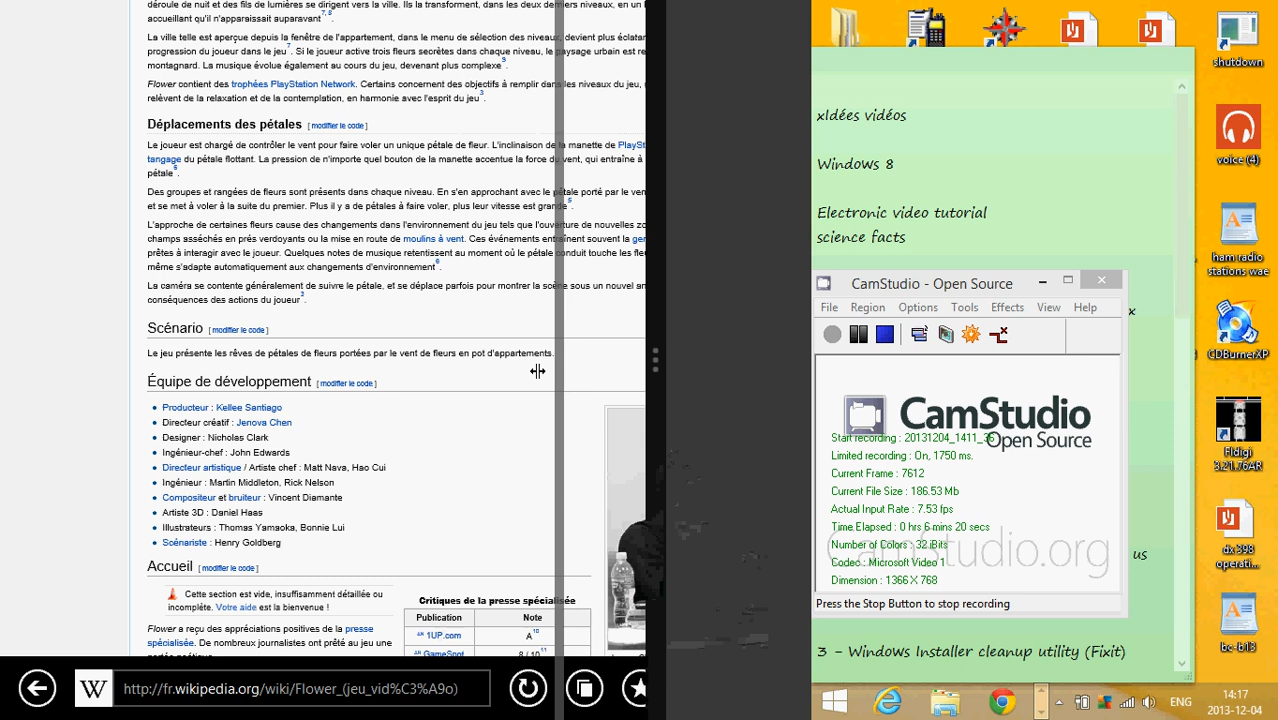 déroule de nuit et des fils de lumières se dirigent vers la ville. Ils la transforment, dans les deux derniers niveaux, en un
accueillant qu'il n'apparaissait auparavant 7, 8.
La ville telle est aperçue depuis la fenêtre de l'appartement, dans le menu de sélection des niveaux, devient plus éclata
progression du joueur dans le jeu 7. Si le joueur active trois fleurs secrètes dans chaque niveau, le paysage urbain est re
montagnard. La musique évolue également au cours du jeu, devenant plus complexe 9.
Flower contient des trophées PlayStation Network. Certains concernent des objectifs à remplir dans les niveaux du jeu,
relèvent de la relaxation et de la contemplation, en harmonie avec l'esprit du jeu 3.
Déplacements des pétales [ modifier le code ]
Le joueur est chargé de contrôler le vent pour faire voler un unique pétale de fleur. L'inclinaison de la manette de PlaySt
tangage du pétale flottant. La pression de n'importe quel bouton de la manette accentue la force du vent, qui entraîne à
pétale 5.
Des groupes et rangées de fleurs sont présents dans chaque niveau. En s'en approchant avec le pétale porté par le ven
et se met à voler à la suite du premier. Plus il y a de pétales à faire voler, plus leur vitesse est grande 5.
L'approche de certaines fleurs cause des changements dans l'environnement du jeu tels que l'ouverture de nouvelles zo
champs asséchés en prés verdoyants ou la mise en route de moulins à vent. Ces événements entraînent souvent la ger
prêtes à interagir avec le joueur. Quelques notes de musique retentissent au moment où le pétale conduit touche les fle
même s'adapte automatiquement aux changements d'environnement 6.
La caméra se contente généralement de suivre le pétale, et se déplace parfois pour montrer la scène sous un nouvel an
conséquences des actions du joueur 3.
Scénario [ modifier le code ]
Le jeu présente les rêves de pétales de fleurs portées par le vent de fleurs en pot d'appartements.
Équipe de développement [ modifier le code ]
Producteur : Kellee Santiago
Directeur créatif : Jenova Chen
Designer : Nicholas Clark
Ingénieur-chef : John Edwards
Directeur artistique / Artiste chef : Matt Nava, Hao Cui
Ingénieur : Martin Middleton, Rick Nelson
Compositeur et bruiteur : Vincent Diamante
Artiste 3D : Daniel Haas
Illustrateurs : Thomas Yamaoka, Bonnie Lui
Scénariste : Henry Goldberg
Accueil [ modifier le code ]
Cette section est vide, insuffisamment détaillée ou
incomplète. Votre aide est la bienvenue !
Flower a reçu des appréciations positives de la presse
spécialisée. De nombreux journalistes ont prêté au jeu une
portée poétique
Critiques de la presse spécialisée
Publication Note
AN 1UP.com A 10
AN GameSpot 8 / 10 11
W http://fr.wikipedia.org/wiki/Flower_(jeu_vid%C3%A9o)
xIdées vidéos
Windows 8
Electronic video tutorial
science facts
x
us
3 - Windows Installer cleanup utility (Fixit)
CamStudio - Open Source
File Region Options Tools Effects View Help
CamStudio
Open Source
CamStudio.org
Start recording : 20131204_1411_36
Limited recording : On, 1750 ms.
Current Frame : 7612
Current File Size : 186.53 Mb
Actual Input Rate : 7.53 fps
Time Elapsed : 0 hrs 6 mins 20 secs
Number of Colors : 32 Bits
Codec : Microsoft Video 1
Dimension : 1366 X 768
Press the Stop Button to stop recording
shutdown
voice (4)
ham radio
stations wae
CDBurnerXP
Fldigi
3.21.76AR
dx-398
operati...
bc-bl13
ENG
14:17
2013-12-04